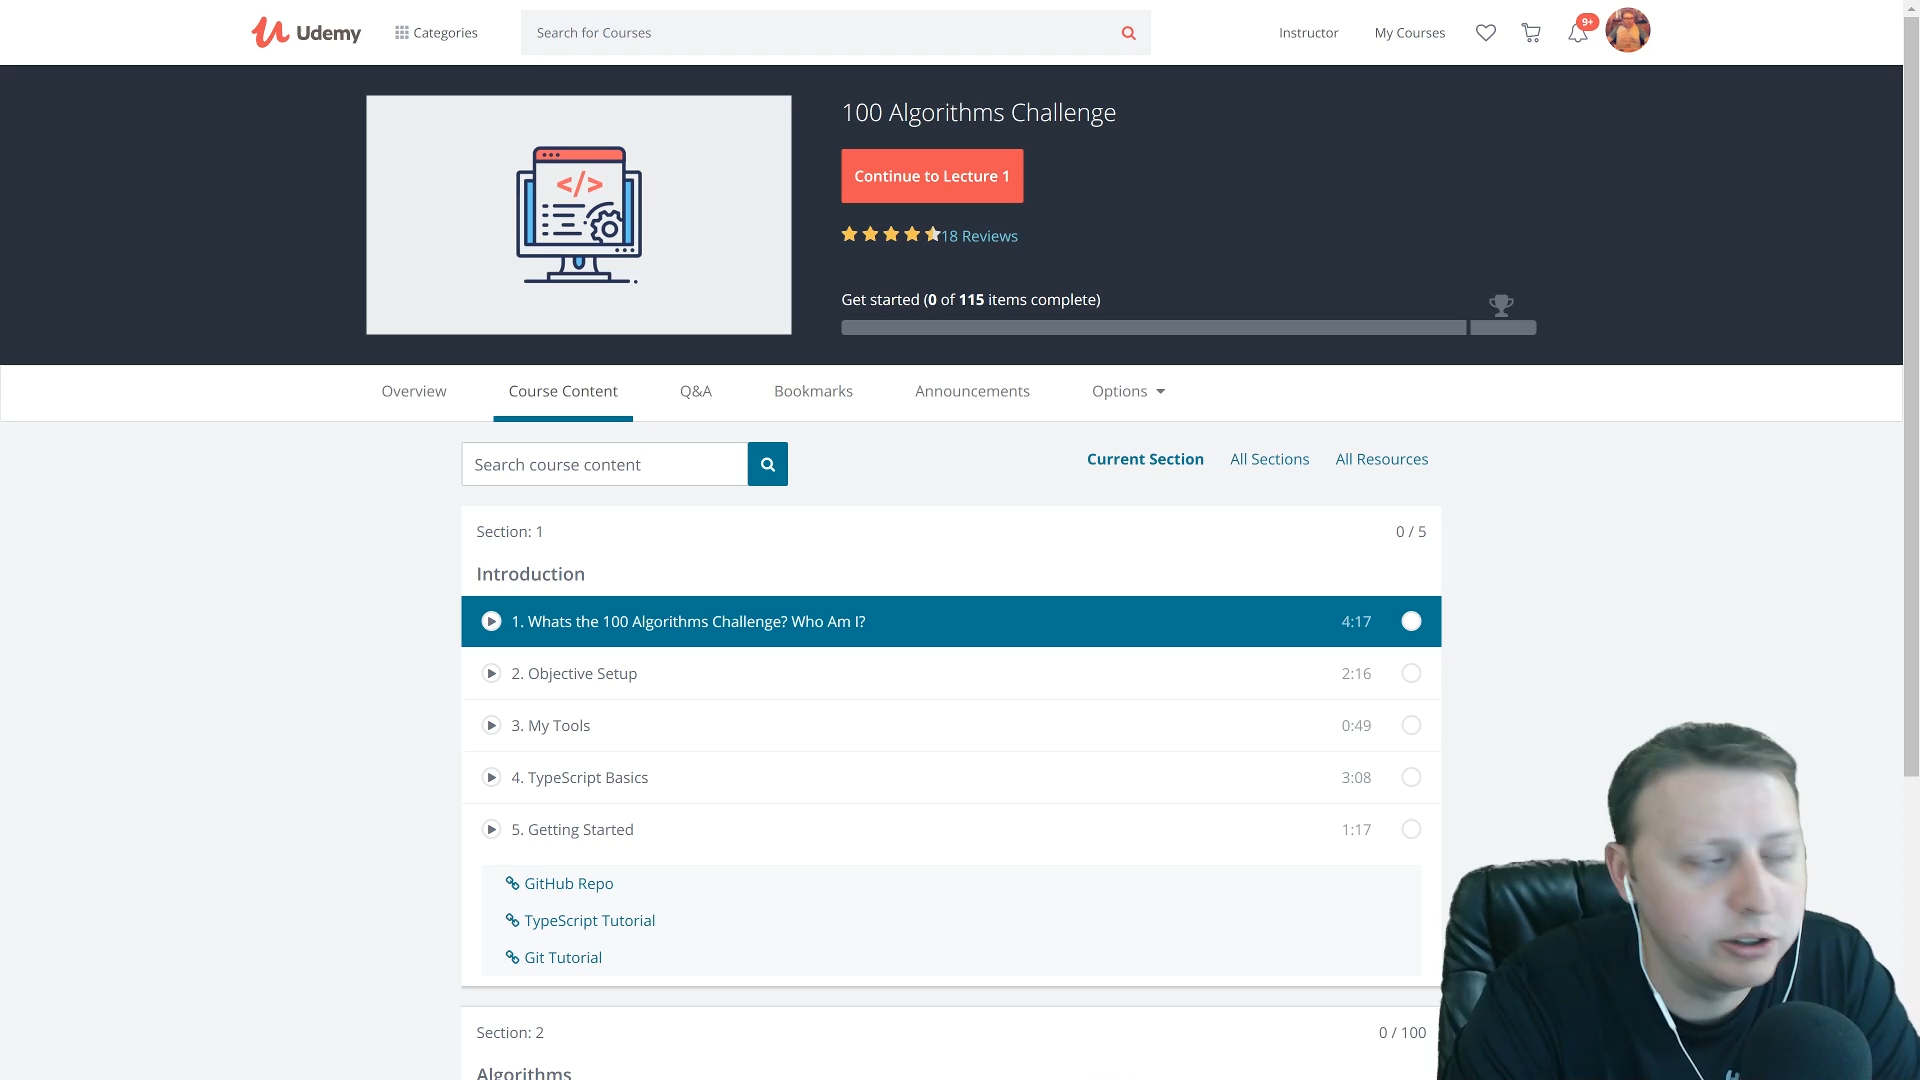 Udemy
Categories
Search for Courses
Instructor
My Courses
9+
100 Algorithms Challenge
</>
Continue to Lecture 1
18 Reviews
Get started (0 of 115 items complete)
Overview
Course Content
Q&A
Bookmarks
Announcements
Options
Search course content
Current Section
All Sections
All Resources
Section: 1
0 / 5
Introduction
1. Whats the 100 Algorithms Challenge? Who Am I?
4:17
2. Objective Setup
2:16
3. My Tools
0:49
4. TypeScript Basics
3:08
5. Getting Started
1:17
GitHub Repo
TypeScript Tutorial
Git Tutorial
Section: 2
0 / 100
Algorithms